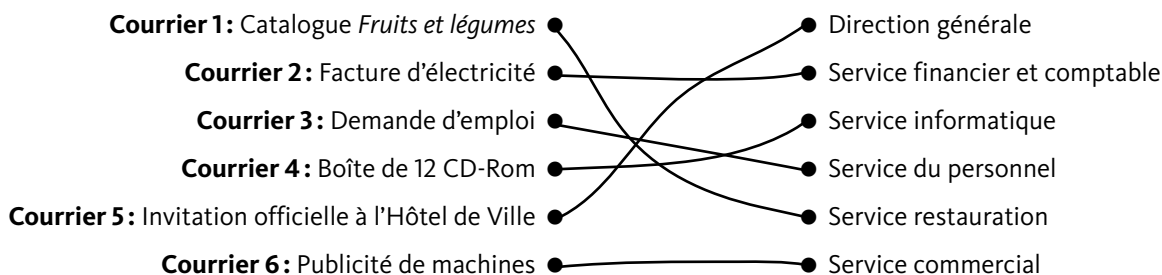 Courrier 1 : Catalogue Fruits et légumes Direction générale
Courrier 2 : Facture d'électricité Service financier et comptable
Courrier 3 : Demande d'emploi Service informatique
Courrier 4 : Boîte de 12 CD-Rom Service du personnel
Courrier 5 : Invitation officielle à l'Hôtel de Ville Service restauration
Courrier 6 : Publicité de machines Service commercial